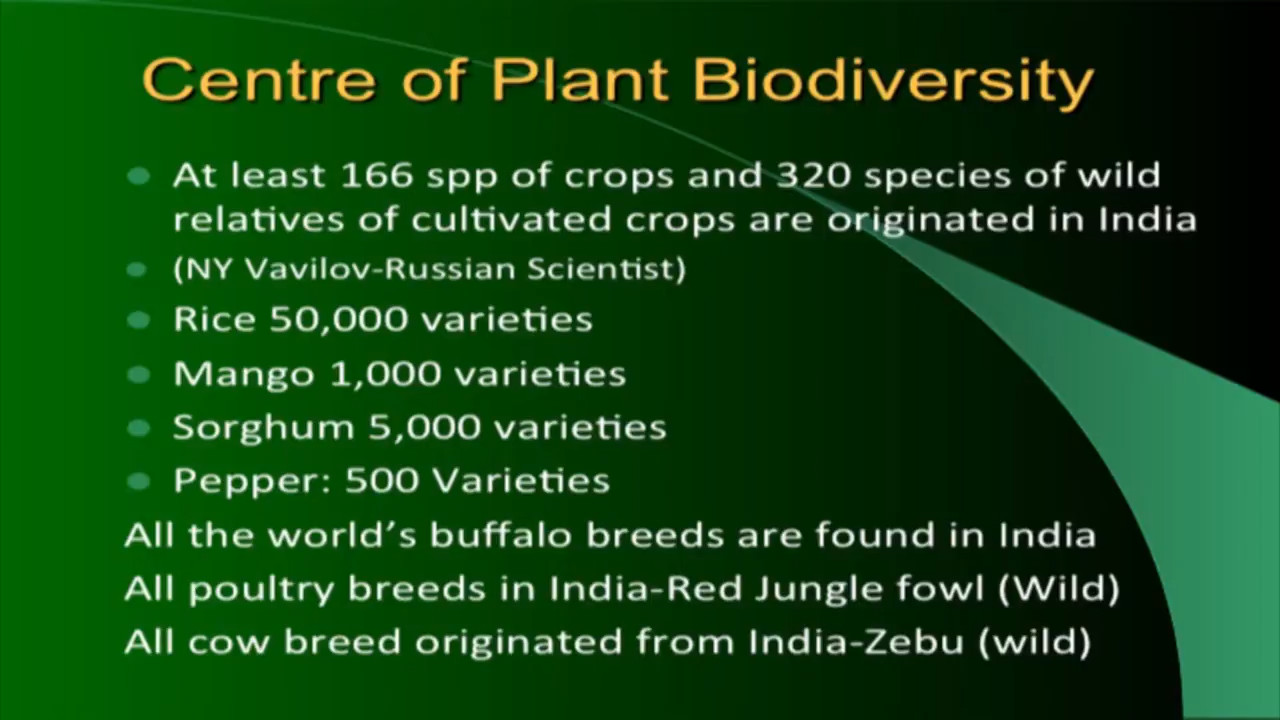 Centre of Plant Biodiversity
At least 166 spp of crops and 320 species of wild
relatives of cultivated crops are originated in India
(NY Vavilov-Russian Scientist)
Rice 50,000 varieties
Mango 1,000 varieties
Sorghum 5,000 varieties
Pepper: 500 Varieties
All the world’s buffalo breeds are found in India
All poultry breeds in India-Red Jungle fowl (Wild)
All cow breed originated from India-Zebu (wild)